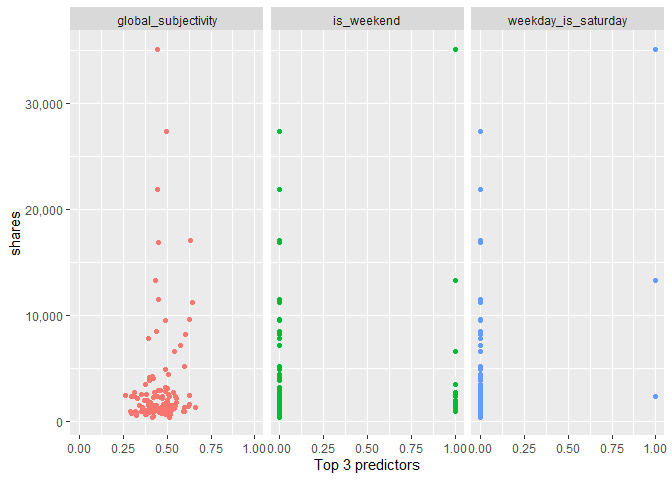 global_subjectivity is_weekend weekday_is_saturday
30,000
20,000
10,000
0
shares
0.00 0.25 0.50 0.75 1.00 0.00 0.25 0.50 0.75 1.00 0.00 0.25 0.50 0.75 1.00
Top 3 predictors